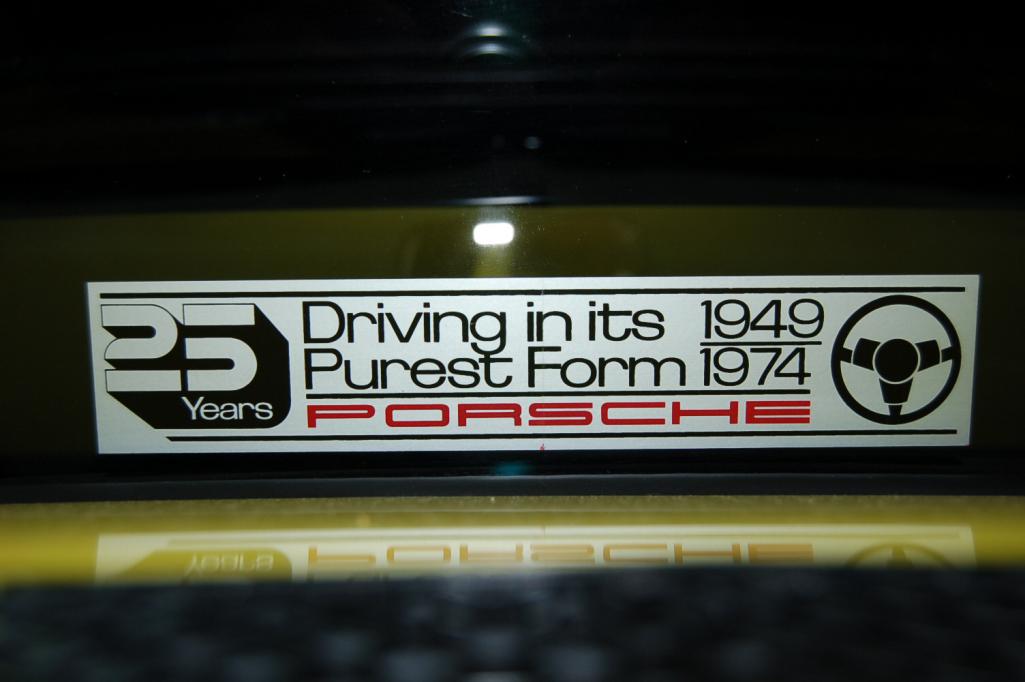 25
Years
Driving in its
Purest Form
1949
1974
PORSCHE